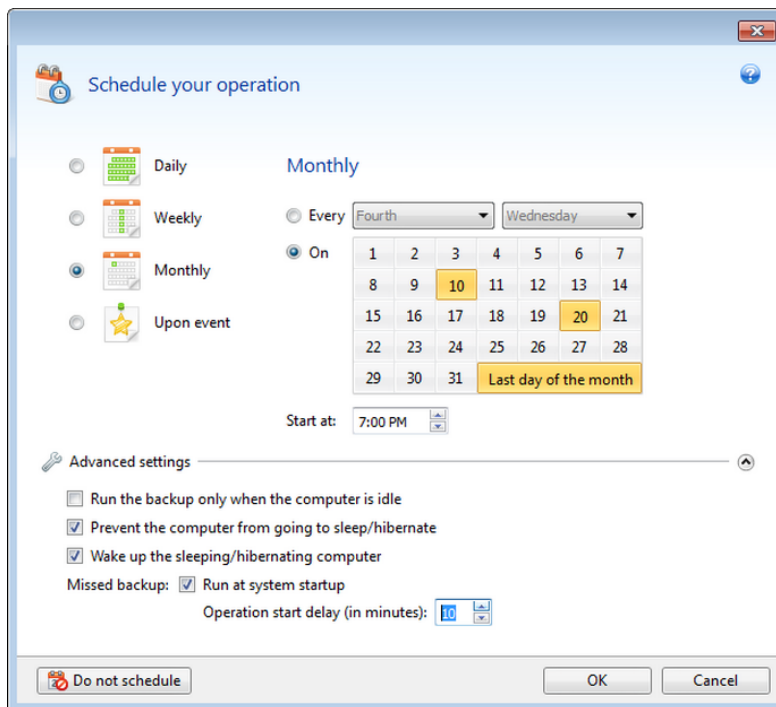 Schedule your operation
Daily
Weekly
Monthly
Upon event
Monthly
Every Fourth Wednesday
On
1 2 3 4 5 6 7
8 9 10 11 12 13 14
15 16 17 18 19 20 21
22 23 24 25 26 27 28
29 30 31 Last day of the month
Start at: 7:00 PM
Advanced settings
Run the backup only when the computer is idle
Prevent the computer from going to sleep/hibernate
Wake up the sleeping/hibernating computer
Missed backup: Run at system startup
Operation start delay (in minutes): 10
Do not schedule OK Cancel